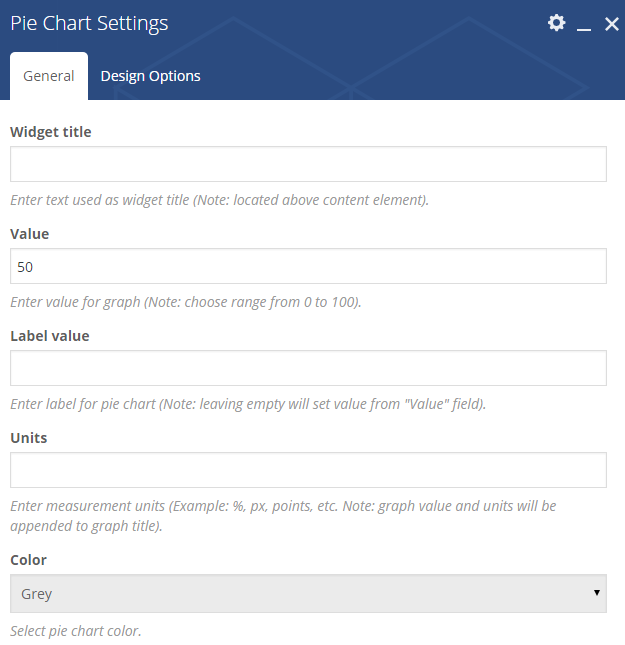 Pie Chart Settings
General
Design Options
Widget title
Enter text used as widget title (Note: located above content element).
Value
50
Enter value for graph (Note: choose range from 0 to 100).
Label value
Enter label for pie chart (Note: leaving empty will set value from "Value" field).
Units
Enter measurement units (Example: %, px, points, etc. Note: graph value and units will be
appended to graph title).
Color
Grey
Select pie chart color.